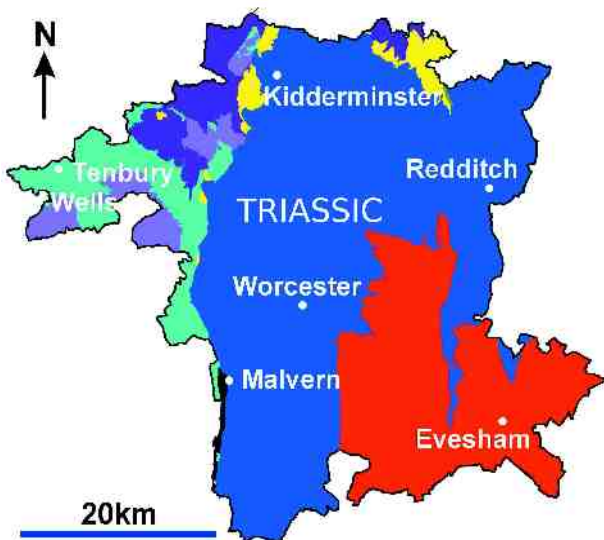 N
Kidderminster
Tenbury
Wells
Redditch
TRIASSIC
Worcester
Malvern
Evesham
20km